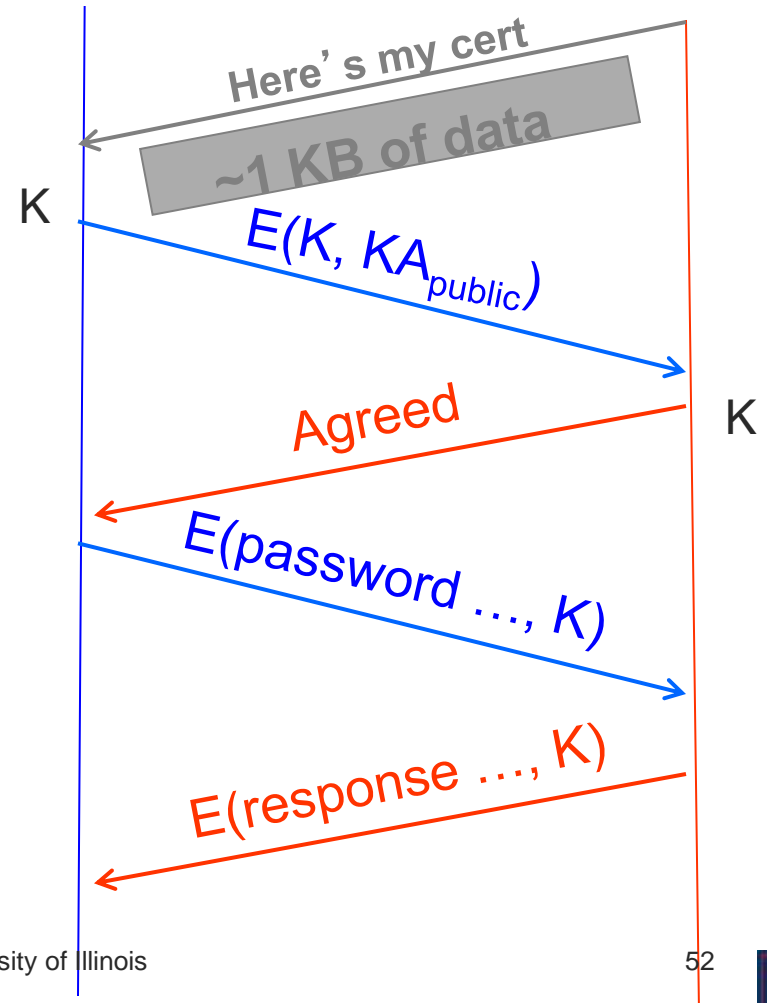 Here’s my cert
~1 KB of data
K
E(K, KApublic)
Agreed
K
E(password …, K)
E(response …, K)
sity of Illinois
52